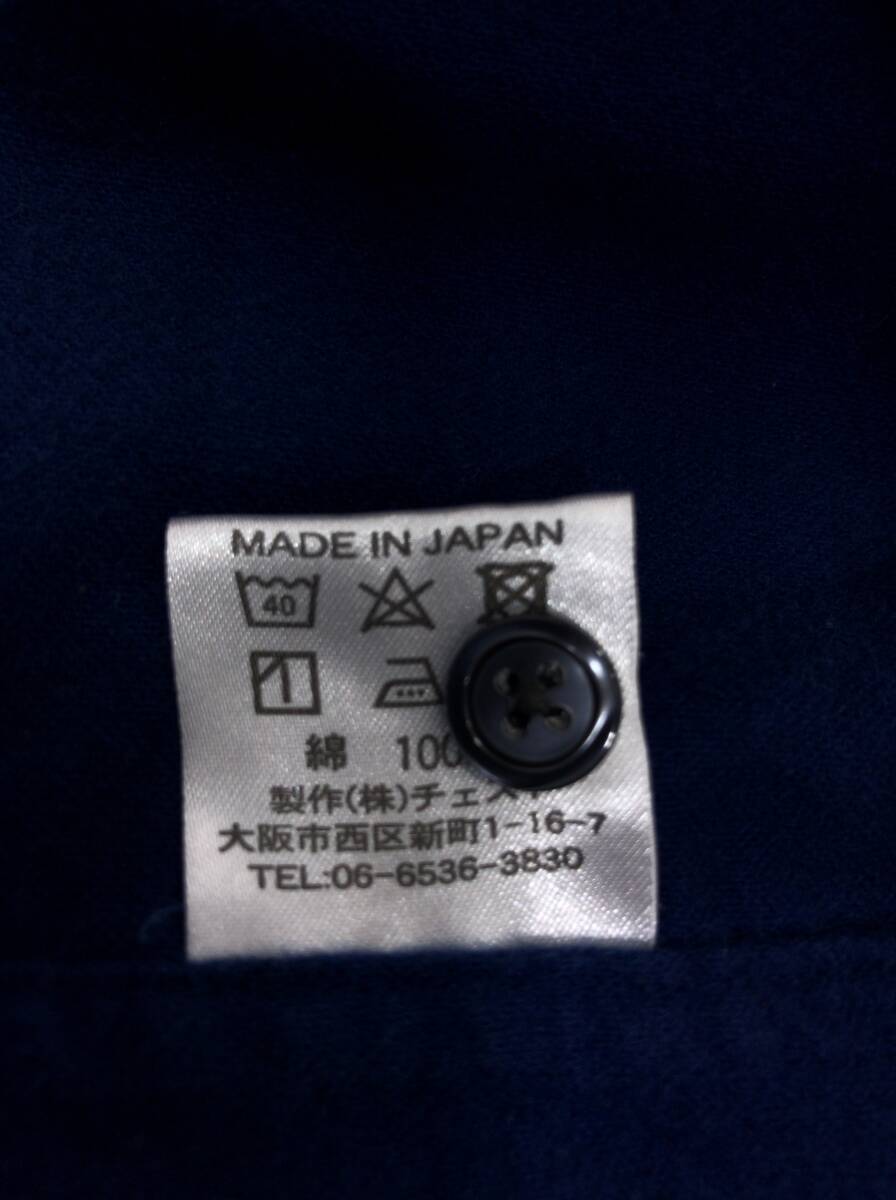 MADE IN JAPAN
40
綿 100
製作(株)チェス
大阪市西区新町1-16-7
TEL:06-6536-3830